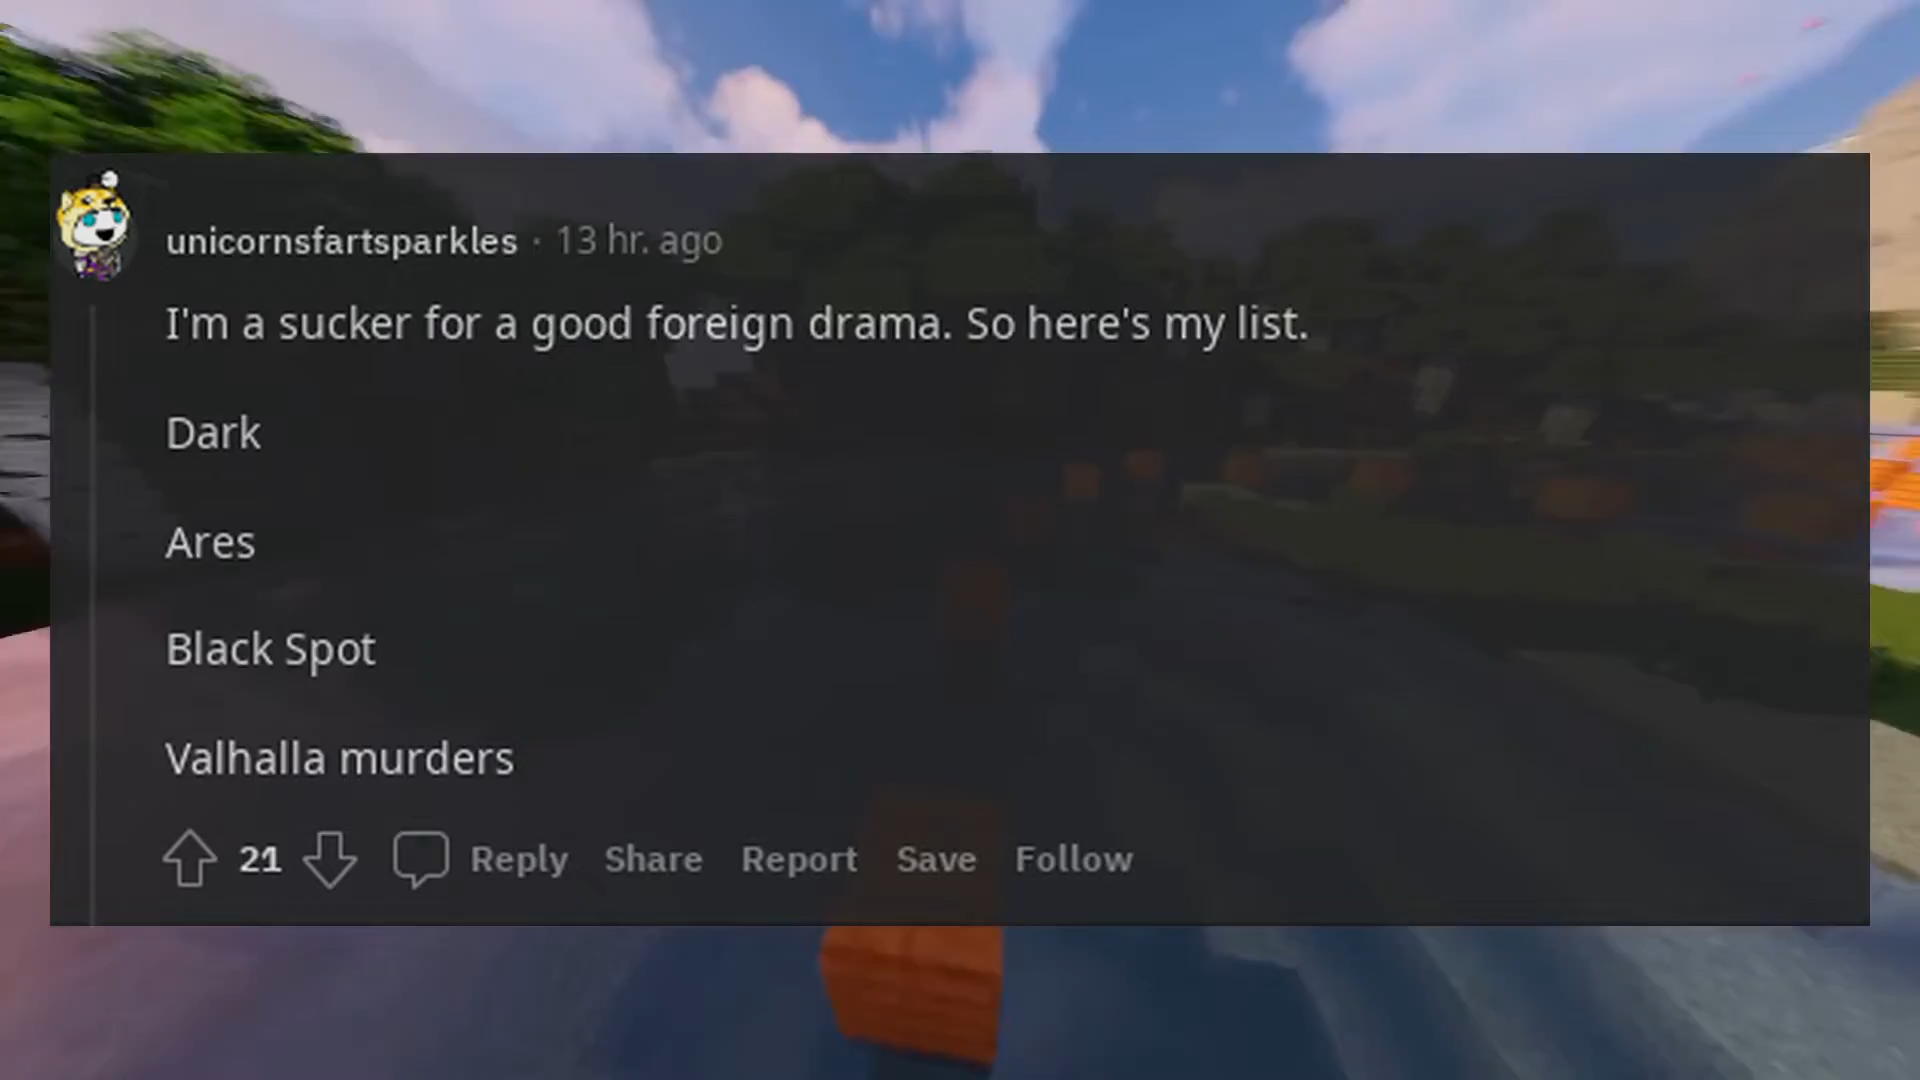 unicornsfartsparkles · 13 hr. ago
I'm a sucker for a good foreign drama. So here's my list.
Dark
Ares
Black Spot
Valhalla murders
21 Reply Share Report Save Follow